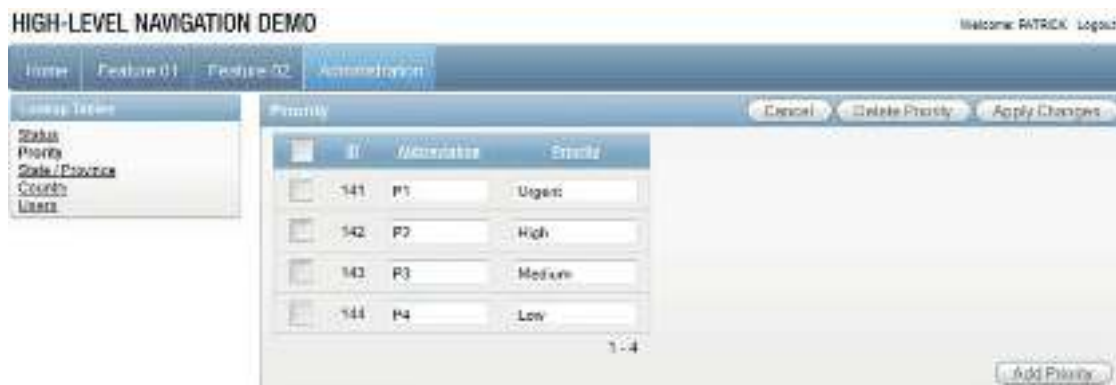 HIGH-LEVEL NAVIGATION DEMO
Welcome: PATRICK Logout
Home Feature 01 Feature 02 Administration
Lookup Tables
Priority Cancel Delete Priority Apply Changes
Status
Priority
State / Province
Country
Users
ID Abbreviation Priority
141 P1 Urgent
142 P2 High
143 P3 Medium
144 P4 Low
1 - 4
Add Priority